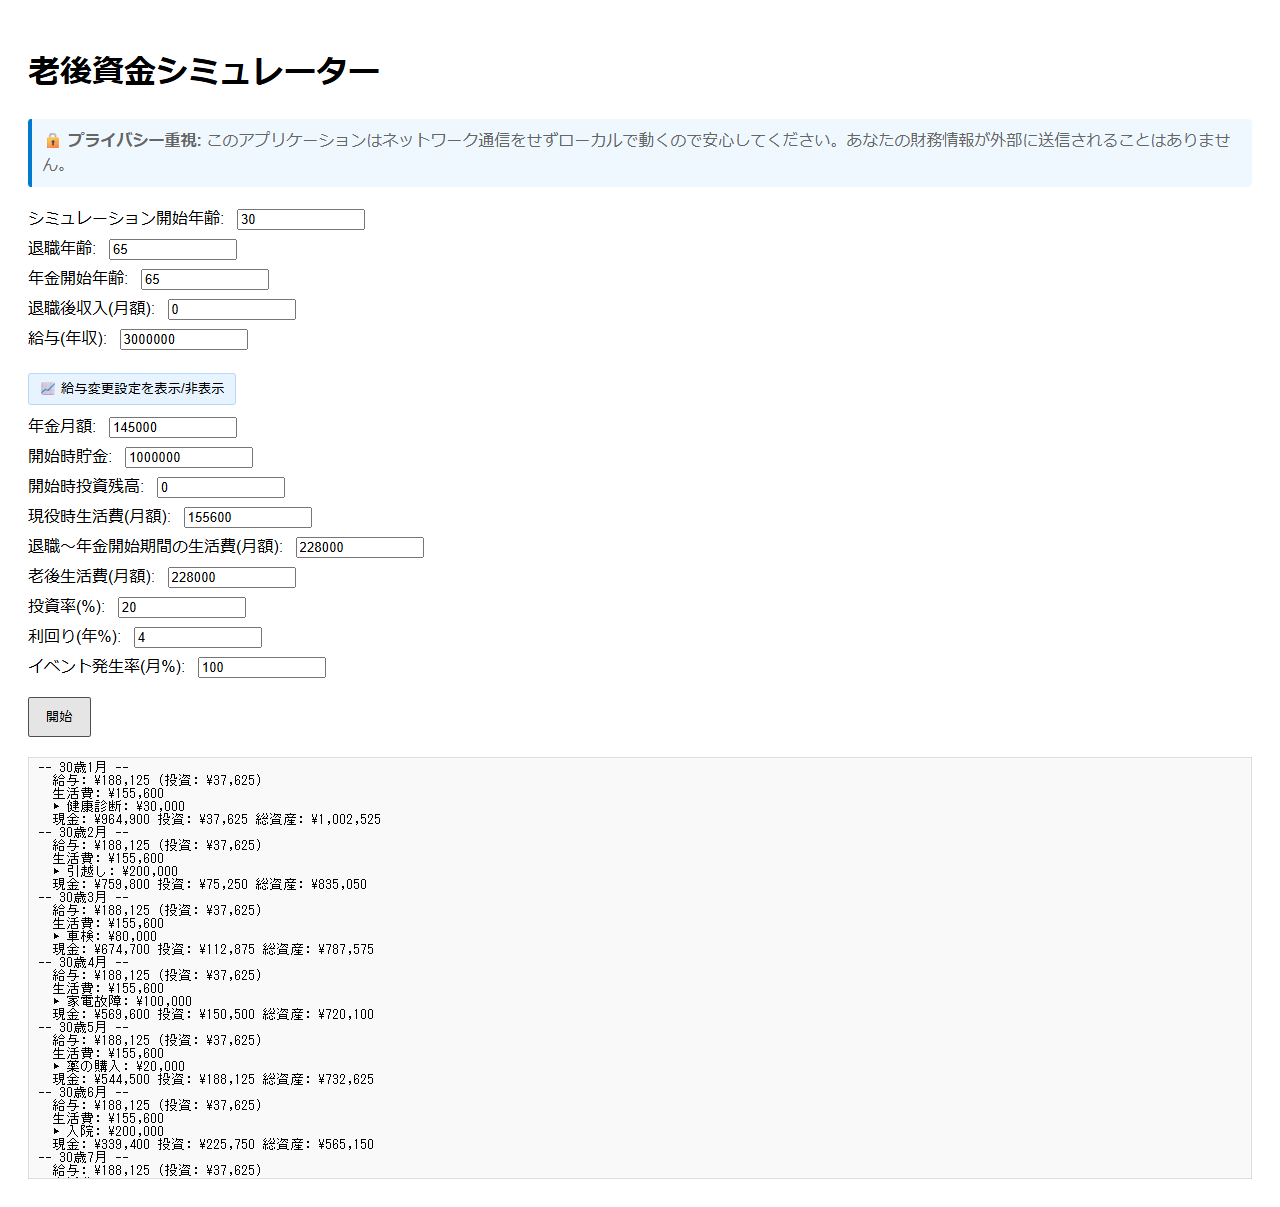 老後資金シミュレーター
🔒 プライバシー重視: このアプリケーションはネットワーク通信をせずローカルで動くので安心してください。あなたの財務情報が外部に送信されることはありませ
ん。
シミュレーション開始年齢: 30
退職年齢: 65
年金開始年齢: 65
退職後収入(月額): 0
給与(年収): 3000000
📈 給与変更設定を表示/非表示
年金月額: 145000
開始時貯金: 1000000
開始時投資残高: 0
現役時生活費(月額): 155600
退職～年金開始期間の生活費(月額): 228000
老後生活費(月額): 228000
投資率(%): 20
利回り(年%): 4
イベント発生率(月%): 100
開始
-- 30歳1月 --
給与: ¥188,125 (投資: ¥37,625)
生活費: ¥155,600
▶ 健康診断: ¥30,000
現金: ¥964,900 投資: ¥37,625 総資産: ¥1,002,525
-- 30歳2月 --
給与: ¥188,125 (投資: ¥37,625)
生活費: ¥155,600
▶ 引越し: ¥200,000
現金: ¥759,800 投資: ¥75,250 総資産: ¥835,050
-- 30歳3月 --
給与: ¥188,125 (投資: ¥37,625)
生活費: ¥155,600
▶ 車検: ¥80,000
現金: ¥674,700 投資: ¥112,875 総資産: ¥787,575
-- 30歳4月 --
給与: ¥188,125 (投資: ¥37,625)
生活費: ¥155,600
▶ 家電故障: ¥100,000
現金: ¥569,600 投資: ¥150,500 総資産: ¥720,100
-- 30歳5月 --
給与: ¥188,125 (投資: ¥37,625)
生活費: ¥155,600
▶ 薬の購入: ¥20,000
現金: ¥544,500 投資: ¥188,125 総資産: ¥732,625
-- 30歳6月 --
給与: ¥188,125 (投資: ¥37,625)
生活費: ¥155,600
▶ 入院: ¥200,000
現金: ¥339,400 投資: ¥225,750 総資産: ¥565,150
-- 30歳7月 --
給与: ¥188,125 (投資: ¥37,625)